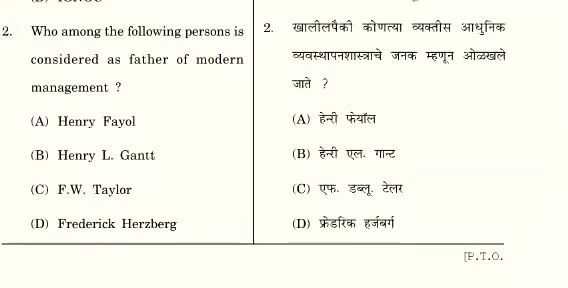 2. Who among the following persons is
considered as father of modern
management ?
(A) Henry Fayol
(B) Henry L. Gantt
(C) F.W. Taylor
(D) Frederick Herzberg
2. खालीलपैकी कोणत्या व्यक्तीस आधुनिक
व्यवस्थापनशास्त्राचे जनक म्हणून ओळखले
जाते ?
(A) हेन्री फेयॉल
(B) हेन्री एल. गान्ट
(C) एफ. डब्लू. टेलर
(D) फ्रेडरिक हर्जबर्ग
[P.T.O.